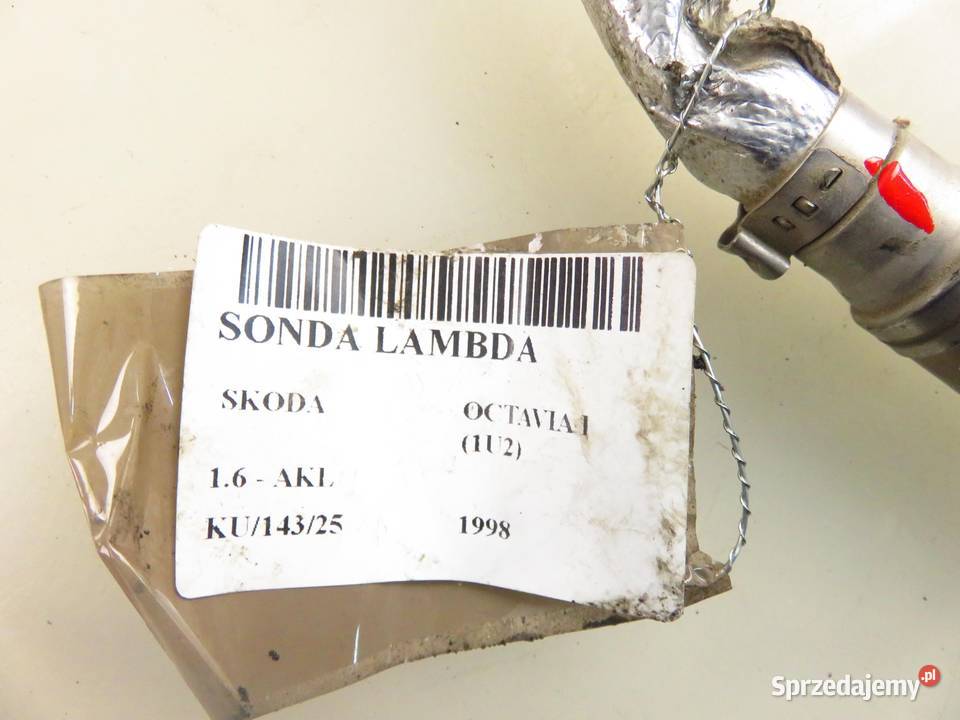 SONDA LAMBDA
SKODA
OCTAVIA I
(1U2)
1.6 - AKL
KU/143/25
1998
Sprzedajemy.pl